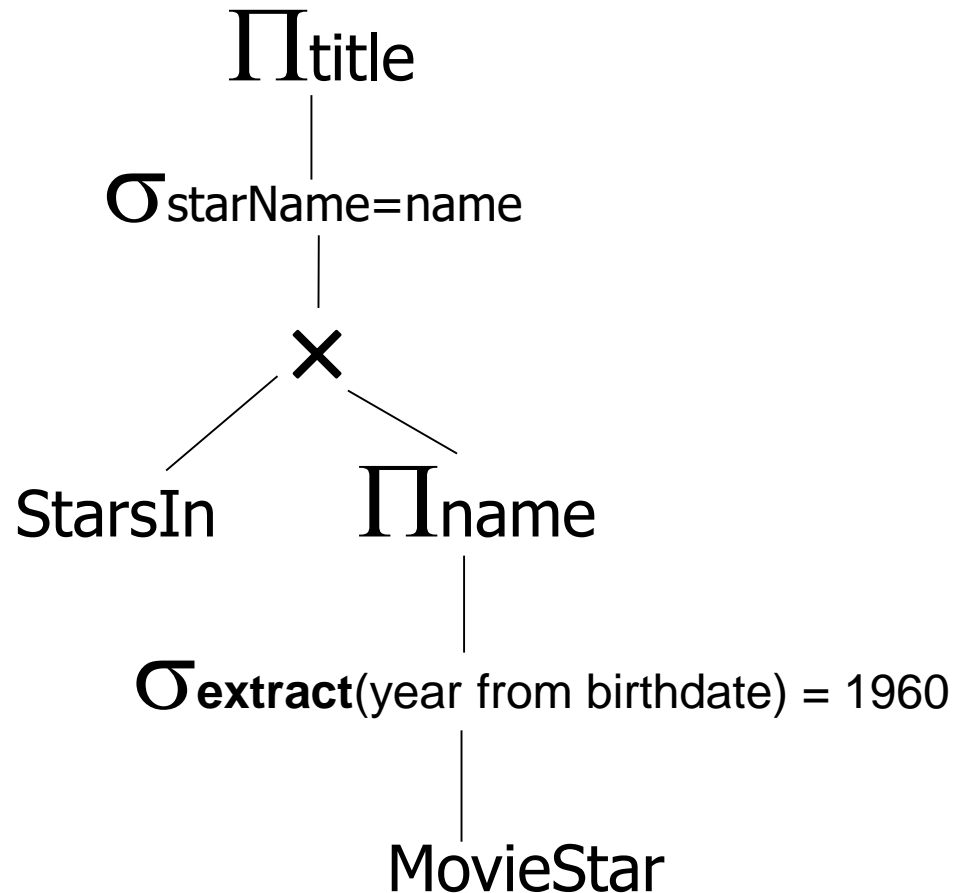 Πtitle
σstarName=name
×
StarsIn Πname
σextract(year from birthdate) = 1960
MovieStar